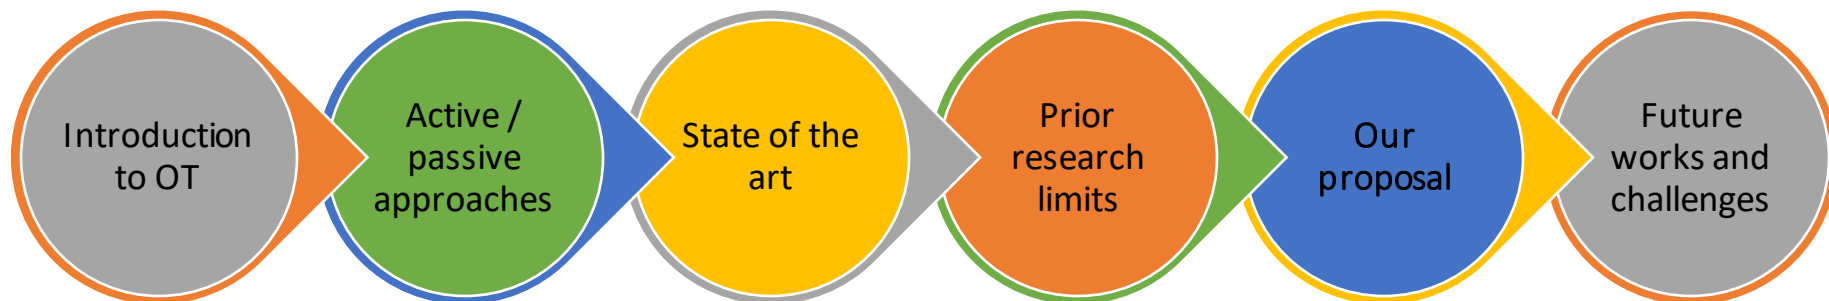 Introduction
to OT
Active /
passive
approaches
State of the
art
Prior
research
limits
Our
proposal
Future
works and
challenges